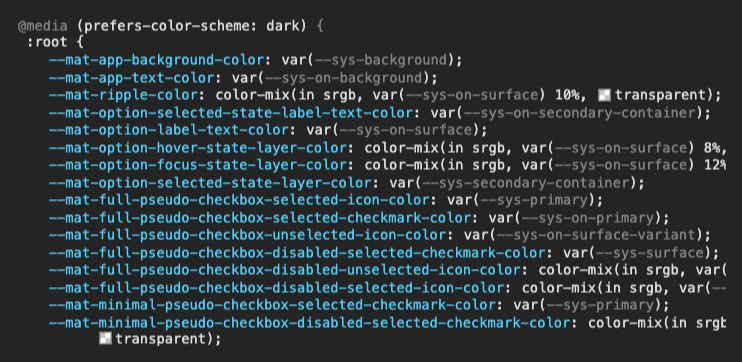 @media (prefers-color-scheme: dark) {
:root {
--mat-app-background-color: var(--sys-background);
--mat-app-text-color: var(--sys-on-background);
--mat-ripple-color: color-mix(in srgb, var(--sys-on-surface) 10%, transparent);
--mat-option-selected-state-label-text-color: var(--sys-on-secondary-container);
--mat-option-label-text-color: var(--sys-on-surface);
--mat-option-hover-state-layer-color: color-mix(in srgb, var(--sys-on-surface) 8%,
--mat-option-focus-state-layer-color: color-mix(in srgb, var(--sys-on-surface) 12%
--mat-option-selected-state-layer-color: var(--sys-secondary-container);
--mat-full-pseudo-checkbox-selected-icon-color: var(--sys-primary);
--mat-full-pseudo-checkbox-selected-checkmark-color: var(--sys-on-primary);
--mat-full-pseudo-checkbox-unselected-icon-color: var(--sys-on-surface-variant);
--mat-full-pseudo-checkbox-disabled-selected-checkmark-color: var(--sys-surface);
--mat-full-pseudo-checkbox-disabled-unselected-icon-color: color-mix(in srgb, var(
--mat-full-pseudo-checkbox-disabled-selected-icon-color: color-mix(in srgb, var(--
--mat-minimal-pseudo-checkbox-selected-checkmark-color: var(--sys-primary);
--mat-minimal-pseudo-checkbox-disabled-selected-checkmark-color: color-mix(in srgb
transparent);